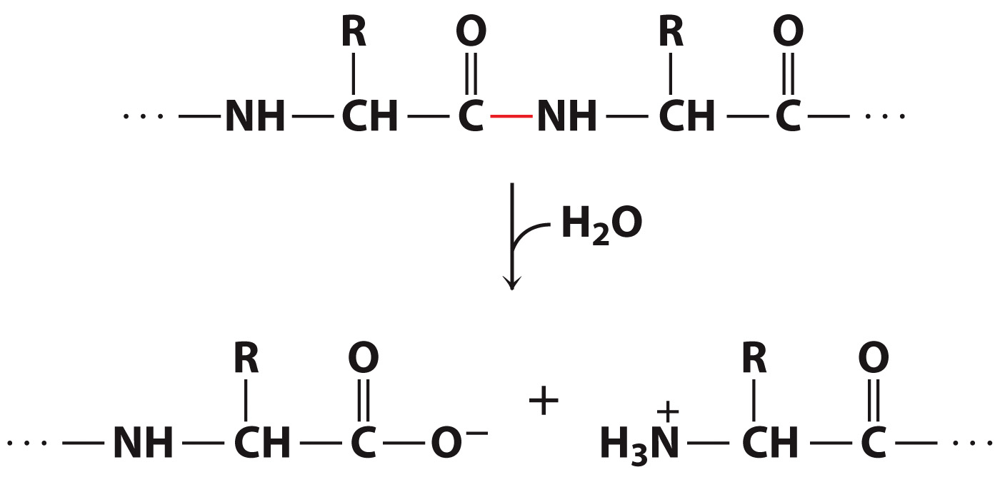 R O R O
··· —NH—CH—C—NH—CH—C— ···
H₂O
R O R O
··· —NH—CH—C—O⁻ + H₃N⁺—CH—C— ···